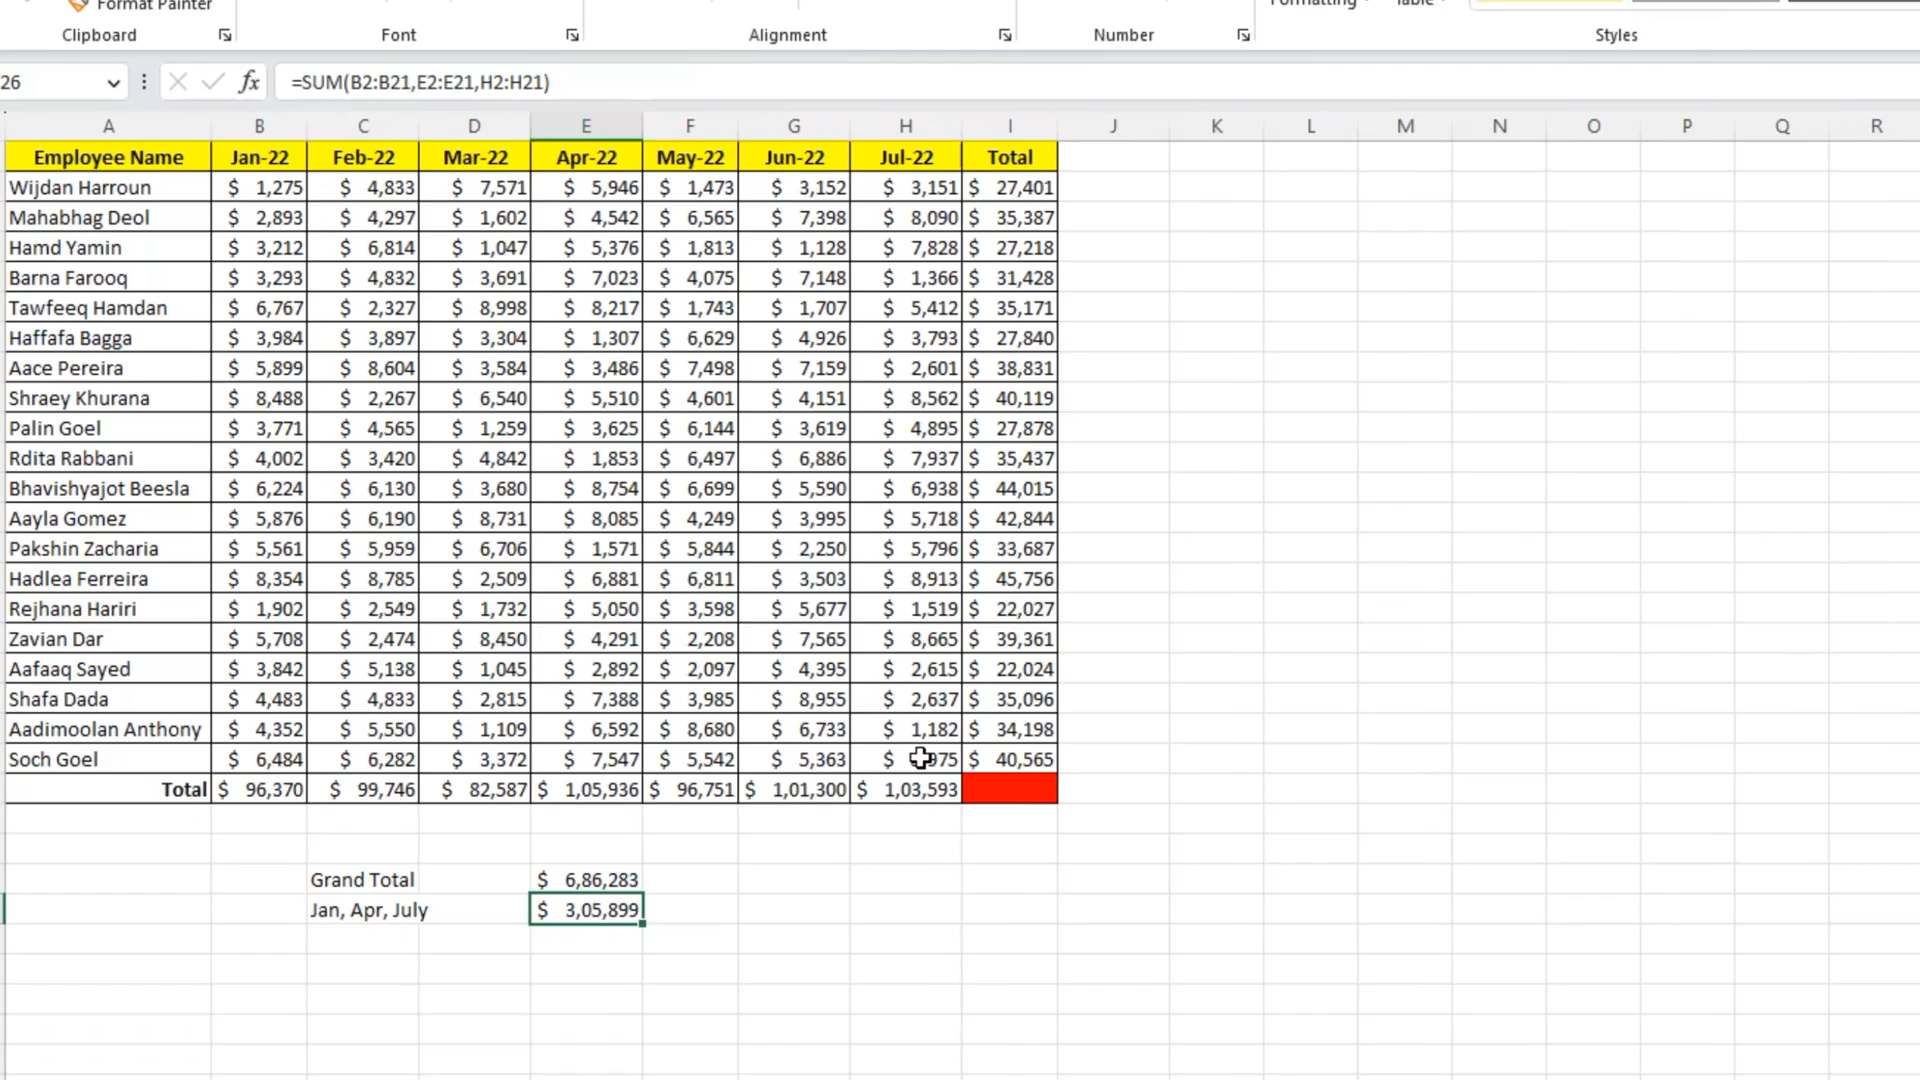 Format Painter
Clipboard Font Alignment Number Styles
26 fx =SUM(B2:B21,E2:E21,H2:H21)
A B C D E F G H I J K L M N O P Q R
Employee Name Jan-22 Feb-22 Mar-22 Apr-22 May-22 Jun-22 Jul-22 Total
Wijdan Harroun $ 1,275 $ 4,833 $ 7,571 $ 5,946 $ 1,473 $ 3,152 $ 3,151 $ 27,401
Mahabhag Deol $ 2,893 $ 4,297 $ 1,602 $ 4,542 $ 6,565 $ 7,398 $ 8,090 $ 35,387
Hamd Yamin $ 3,212 $ 6,814 $ 1,047 $ 5,376 $ 1,813 $ 1,128 $ 7,828 $ 27,218
Barna Farooq $ 3,293 $ 4,832 $ 3,691 $ 7,023 $ 4,075 $ 7,148 $ 1,366 $ 31,428
Tawfeeq Hamdan $ 6,767 $ 2,327 $ 8,998 $ 8,217 $ 1,743 $ 1,707 $ 5,412 $ 35,171
Haffafa Bagga $ 3,984 $ 3,897 $ 3,304 $ 1,307 $ 6,629 $ 4,926 $ 3,793 $ 27,840
Aace Pereira $ 5,899 $ 8,604 $ 3,584 $ 3,486 $ 7,498 $ 7,159 $ 2,601 $ 38,831
Shraey Khurana $ 8,488 $ 2,267 $ 6,540 $ 5,510 $ 4,601 $ 4,151 $ 8,562 $ 40,119
Palin Goel $ 3,771 $ 4,565 $ 1,259 $ 3,625 $ 6,144 $ 3,619 $ 4,895 $ 27,878
Rdita Rabbani $ 4,002 $ 3,420 $ 4,842 $ 1,853 $ 6,497 $ 6,886 $ 7,937 $ 35,437
Bhavishyajot Beesla $ 6,224 $ 6,130 $ 3,680 $ 8,754 $ 6,699 $ 5,590 $ 6,938 $ 44,015
Aayla Gomez $ 5,876 $ 6,190 $ 8,731 $ 8,085 $ 4,249 $ 3,995 $ 5,718 $ 42,844
Pakshin Zacharia $ 5,561 $ 5,959 $ 6,706 $ 1,571 $ 5,844 $ 2,250 $ 5,796 $ 33,687
Hadlea Ferreira $ 8,354 $ 8,785 $ 2,509 $ 6,881 $ 6,811 $ 3,503 $ 8,913 $ 45,756
Rejhana Hariri $ 1,902 $ 2,549 $ 1,732 $ 5,050 $ 3,598 $ 5,677 $ 1,519 $ 22,027
Zavian Dar $ 5,708 $ 2,474 $ 8,450 $ 4,291 $ 2,208 $ 7,565 $ 8,665 $ 39,361
Aafaaq Sayed $ 3,842 $ 5,138 $ 1,045 $ 2,892 $ 2,097 $ 4,395 $ 2,615 $ 22,024
Shafa Dada $ 4,483 $ 4,833 $ 2,815 $ 7,388 $ 3,985 $ 8,955 $ 2,637 $ 35,096
Aadimoolan Anthony $ 4,352 $ 5,550 $ 1,109 $ 6,592 $ 8,680 $ 6,733 $ 1,182 $ 34,198
Soch Goel $ 6,484 $ 6,282 $ 3,372 $ 7,547 $ 5,542 $ 5,363 $ $ 40,565
Total $ 96,370 $ 99,746 $ 82,587 $ 1,05,936 $ 96,751 $ 1,01,300 $ 1,03,593
Grand Total $ 6,86,283
Jan, Apr, July $ 3,05,899